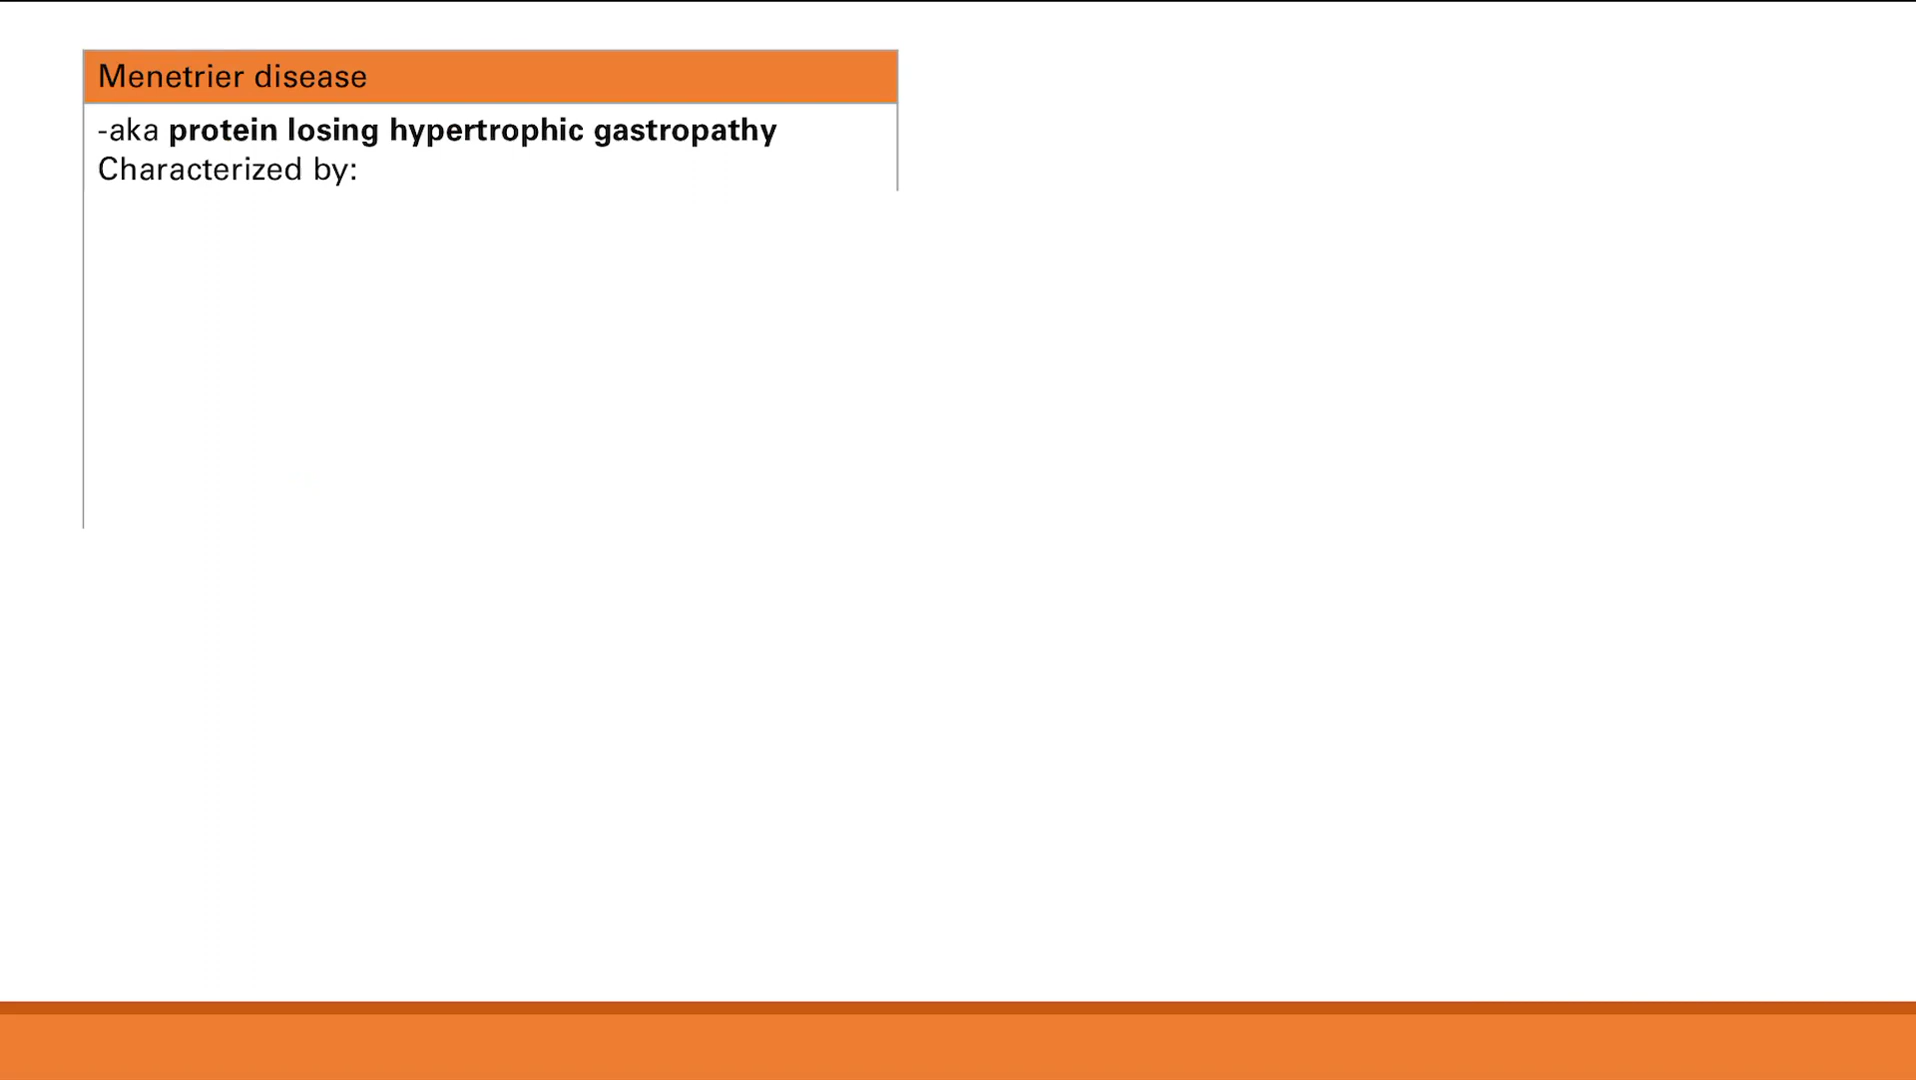 Menetrier disease
-aka protein losing hypertrophic gastropathy
Characterized by: